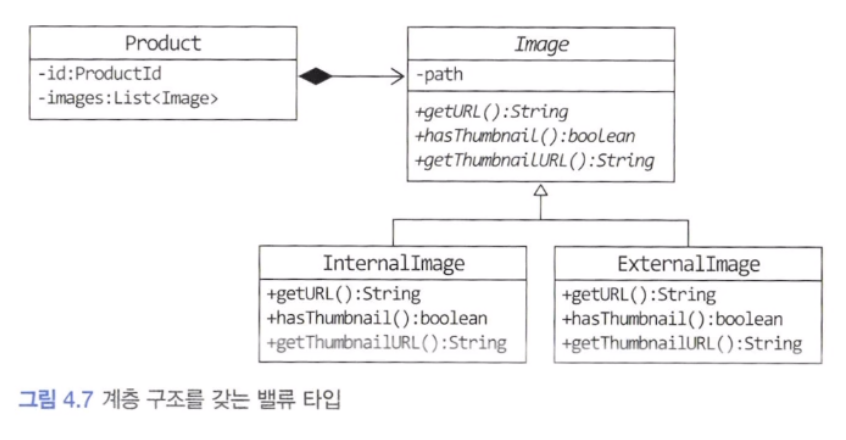 Product
-id:ProductId
-images:List<Image>
Image
-path
+getURL():String
+hasThumbnail():boolean
+getThumbnailURL():String
InternalImage
+getURL():String
+hasThumbnail():boolean
+getThumbnailURL():String
ExternalImage
+getURL():String
+hasThumbnail():boolean
+getThumbnailURL():String
그림 4.7 계층 구조를 갖는 밸류 타입